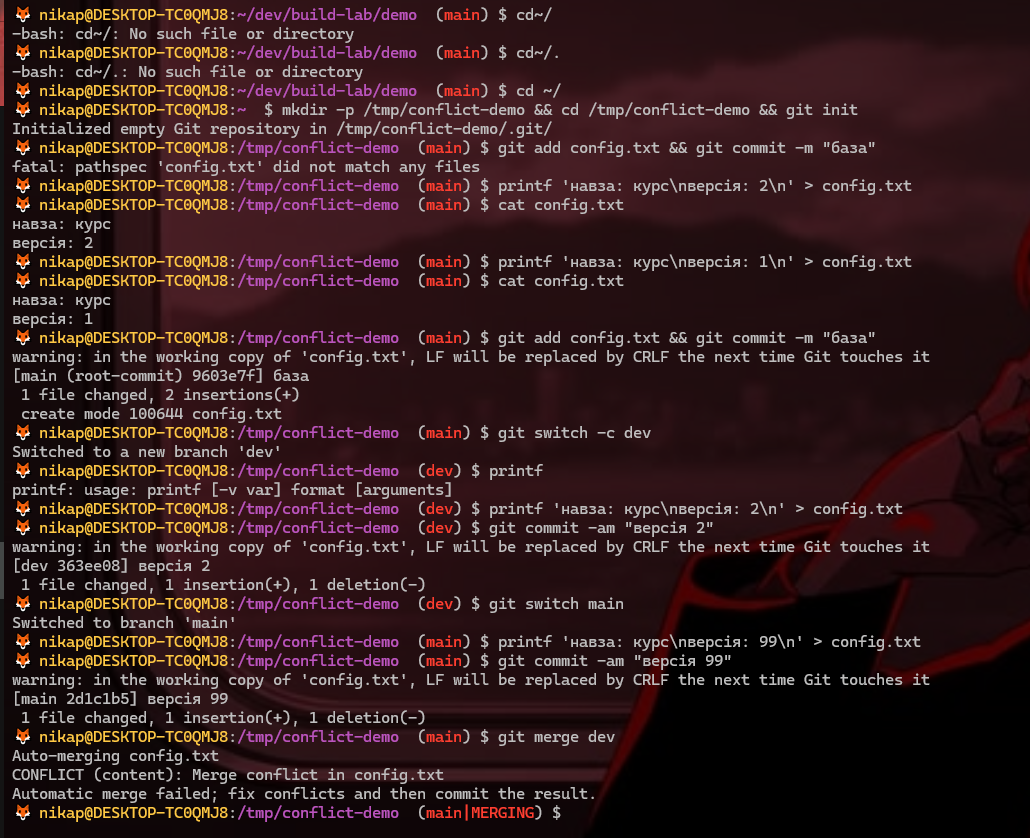 🦊 nikap@DESKTOP-TC0QMJ8:~/dev/build-lab/demo (main) $ cd~/
-bash: cd~/: No such file or directory
🦊 nikap@DESKTOP-TC0QMJ8:~/dev/build-lab/demo (main) $ cd~/.
-bash: cd~/.: No such file or directory
🦊 nikap@DESKTOP-TC0QMJ8:~/dev/build-lab/demo (main) $ cd ~/
🦊 nikap@DESKTOP-TC0QMJ8:~ $ mkdir -p /tmp/conflict-demo && cd /tmp/conflict-demo && git init
Initialized empty Git repository in /tmp/conflict-demo/.git/
🦊 nikap@DESKTOP-TC0QMJ8:/tmp/conflict-demo (main) $ git add config.txt && git commit -m "база"
fatal: pathspec 'config.txt' did not match any files
🦊 nikap@DESKTOP-TC0QMJ8:/tmp/conflict-demo (main) $ printf 'навза: курс\nверсія: 2\n' > config.txt
🦊 nikap@DESKTOP-TC0QMJ8:/tmp/conflict-demo (main) $ cat config.txt
навза: курс
версія: 2
🦊 nikap@DESKTOP-TC0QMJ8:/tmp/conflict-demo (main) $ printf 'навза: курс\nверсія: 1\n' > config.txt
🦊 nikap@DESKTOP-TC0QMJ8:/tmp/conflict-demo (main) $ cat config.txt
навза: курс
версія: 1
🦊 nikap@DESKTOP-TC0QMJ8:/tmp/conflict-demo (main) $ git add config.txt && git commit -m "база"
warning: in the working copy of 'config.txt', LF will be replaced by CRLF the next time Git touches it
[main (root-commit) 9603e7f] база
 1 file changed, 2 insertions(+)
 create mode 100644 config.txt
🦊 nikap@DESKTOP-TC0QMJ8:/tmp/conflict-demo (main) $ git switch -c dev
Switched to a new branch 'dev'
🦊 nikap@DESKTOP-TC0QMJ8:/tmp/conflict-demo (dev) $ printf
printf: usage: printf [-v var] format [arguments]
🦊 nikap@DESKTOP-TC0QMJ8:/tmp/conflict-demo (dev) $ printf 'навза: курс\nверсія: 2\n' > config.txt
🦊 nikap@DESKTOP-TC0QMJ8:/tmp/conflict-demo (dev) $ git commit -am "версія 2"
warning: in the working copy of 'config.txt', LF will be replaced by CRLF the next time Git touches it
[dev 363ee08] версія 2
 1 file changed, 1 insertion(+), 1 deletion(-)
🦊 nikap@DESKTOP-TC0QMJ8:/tmp/conflict-demo (dev) $ git switch main
Switched to branch 'main'
🦊 nikap@DESKTOP-TC0QMJ8:/tmp/conflict-demo (main) $ printf 'навза: курс\nверсія: 99\n' > config.txt
🦊 nikap@DESKTOP-TC0QMJ8:/tmp/conflict-demo (main) $ git commit -am "версія 99"
warning: in the working copy of 'config.txt', LF will be replaced by CRLF the next time Git touches it
[main 2d1c1b5] версія 99
 1 file changed, 1 insertion(+), 1 deletion(-)
🦊 nikap@DESKTOP-TC0QMJ8:/tmp/conflict-demo (main) $ git merge dev
Auto-merging config.txt
CONFLICT (content): Merge conflict in config.txt
Automatic merge failed; fix conflicts and then commit the result.
🦊 nikap@DESKTOP-TC0QMJ8:/tmp/conflict-demo (main|MERGING) $